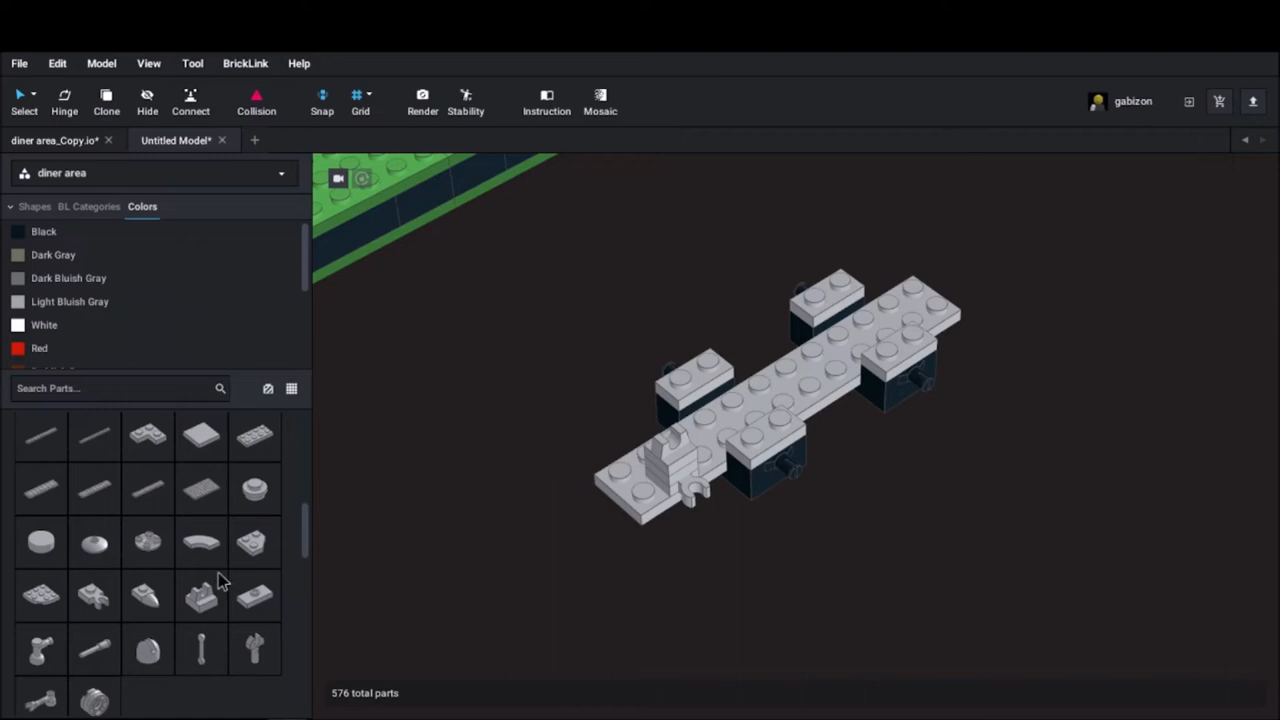 File Edit Model View Tool BrickLink Help
Select Hinge Clone Hide Connect Collision Snap Grid Render Stability Instruction Mosaic gabizon
diner area_Copy.io* Untitled Model*
diner area
Shapes BL Categories Colors
Black
Dark Gray
Dark Bluish Gray
Light Bluish Gray
White
Red
Search Parts...
576 total parts